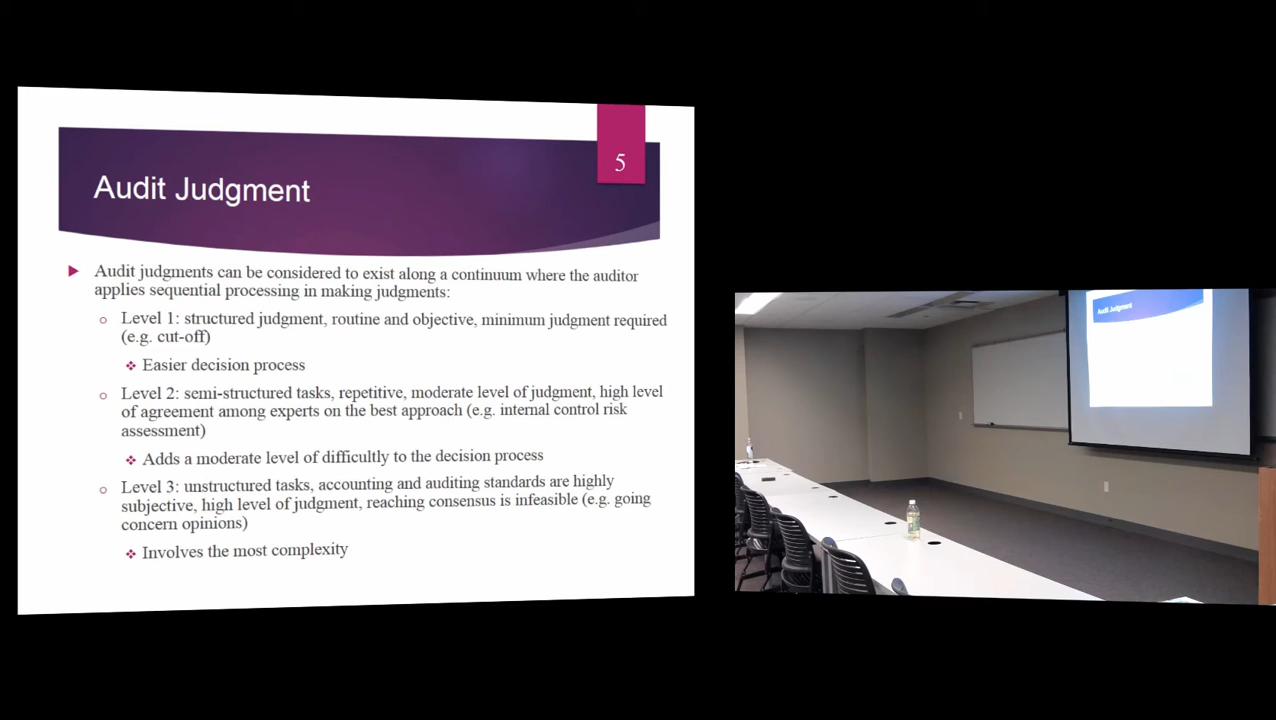 5
Audit Judgment
Audit judgments can be considered to exist along a continuum where the auditor
applies sequential processing in making judgments:
Level 1: structured judgment, routine and objective, minimum judgment required
(e.g. cut-off)
Easier decision process
Level 2: semi-structured tasks, repetitive, moderate level of judgment, high level
of agreement among experts on the best approach (e.g. internal control risk
assessment)
Adds a moderate level of difficultly to the decision process
Level 3: unstructured tasks, accounting and auditing standards are highly
subjective, high level of judgment, reaching consensus is infeasible (e.g. going
concern opinions)
Involves the most complexity
Audit Judgment